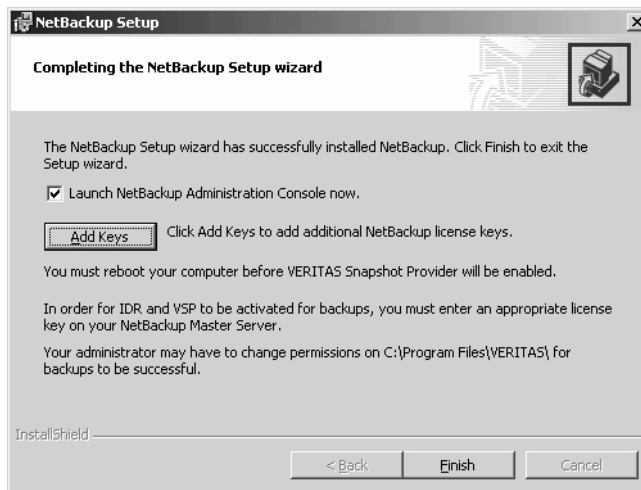 NetBackup Setup
Completing the NetBackup Setup wizard
The NetBackup Setup wizard has successfully installed NetBackup. Click Finish to exit the
Setup wizard.
Launch NetBackup Administration Console now.
Add Keys Click Add Keys to add additional NetBackup license keys.
You must reboot your computer before VERITAS Snapshot Provider will be enabled.
In order for IDR and VSP to be activated for backups, you must enter an appropriate license
key on your NetBackup Master Server.
Your administrator may have to change permissions on C:\Program Files\VERITAS\ for
backups to be successful.
InstallShield
< Back Finish Cancel